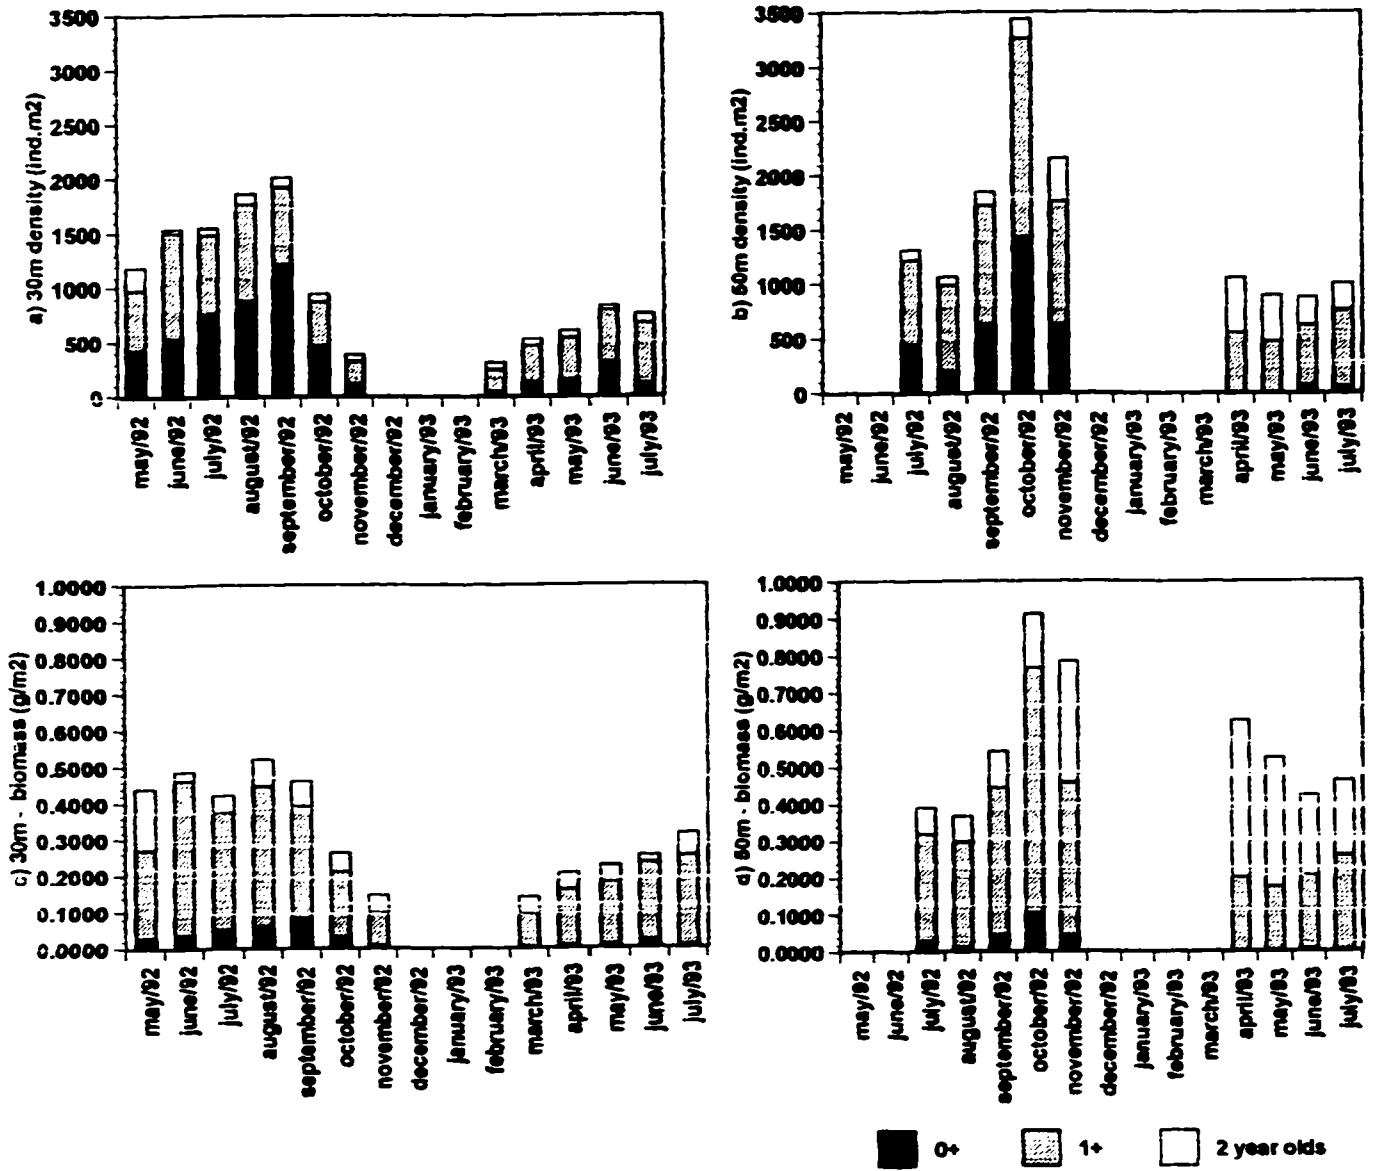 a) 30m density (ind.m2)
3500
3000
2500
2000
1500
1000
500
0
may/92
june/92
july/92
august/92
september/92
october/92
november/92
december/92
january/93
february/93
march/93
april/93
may/93
june/93
july/93
b) 50m density (ind.m2)
3500
3000
2500
2000
1500
1000
500
0
may/92
june/92
july/92
august/92
september/92
october/92
november/92
december/92
january/93
february/93
march/93
april/93
may/93
june/93
july/93
c) 30m - biomass (g/m2)
1.0000
0.9000
0.8000
0.7000
0.6000
0.5000
0.4000
0.3000
0.2000
0.1000
0.0000
may/92
june/92
july/92
august/92
september/92
october/92
november/92
december/92
january/93
february/93
march/93
april/93
may/93
june/93
july/93
d) 50m - biomass (g/m2)
1.0000
0.9000
0.8000
0.7000
0.6000
0.5000
0.4000
0.3000
0.2000
0.1000
0.0000
may/92
june/92
july/92
august/92
september/92
october/92
november/92
december/92
january/93
february/93
march/93
april/93
may/93
june/93
july/93
0+
1+
2 year olds